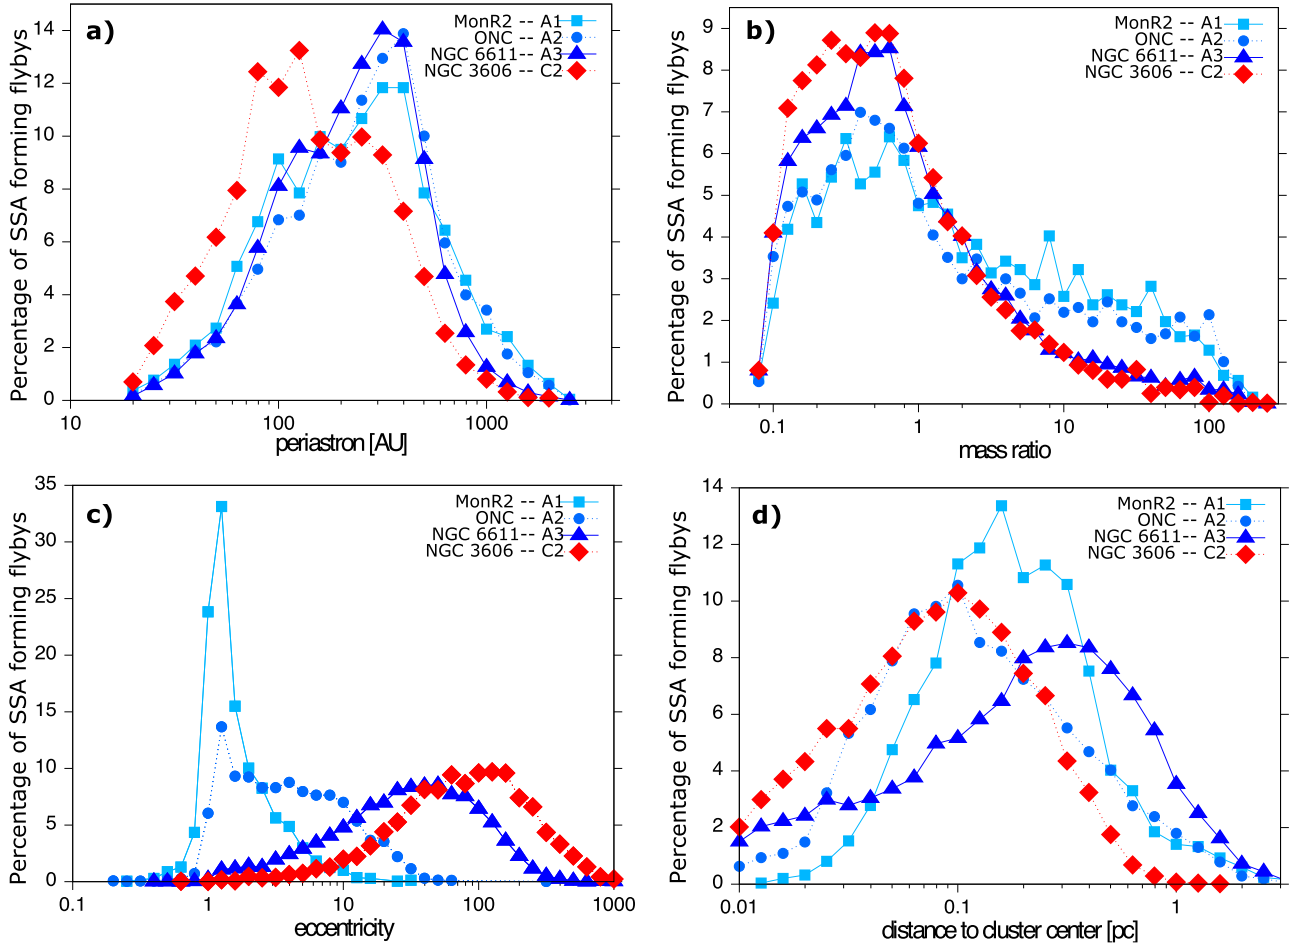 a)
MonR2 -- A1
ONC -- A2
NGC 6611-- A3
NGC 3606 -- C2
Percentage of SSA forming flybys
14
12
10
8
6
4
2
0
10 100 1000
periastron [AU]
b)
MonR2 -- A1
ONC -- A2
NGC 6611-- A3
NGC 3606 -- C2
Percentage of SSA forming flybys
9
8
7
6
5
4
3
2
1
0
0.1 1 10 100
mass ratio
c)
MonR2 -- A1
ONC -- A2
NGC 6611-- A3
NGC 3606 -- C2
Percentage of SSA forming flybys
35
30
25
20
15
10
5
0
0.1 1 10 100 1000
eccentricity
d)
MonR2 -- A1
ONC -- A2
NGC 6611-- A3
NGC 3606 -- C2
Percentage of SSA forming flybys
14
12
10
8
6
4
2
0
0.01 0.1 1
distance to cluster center [pc]